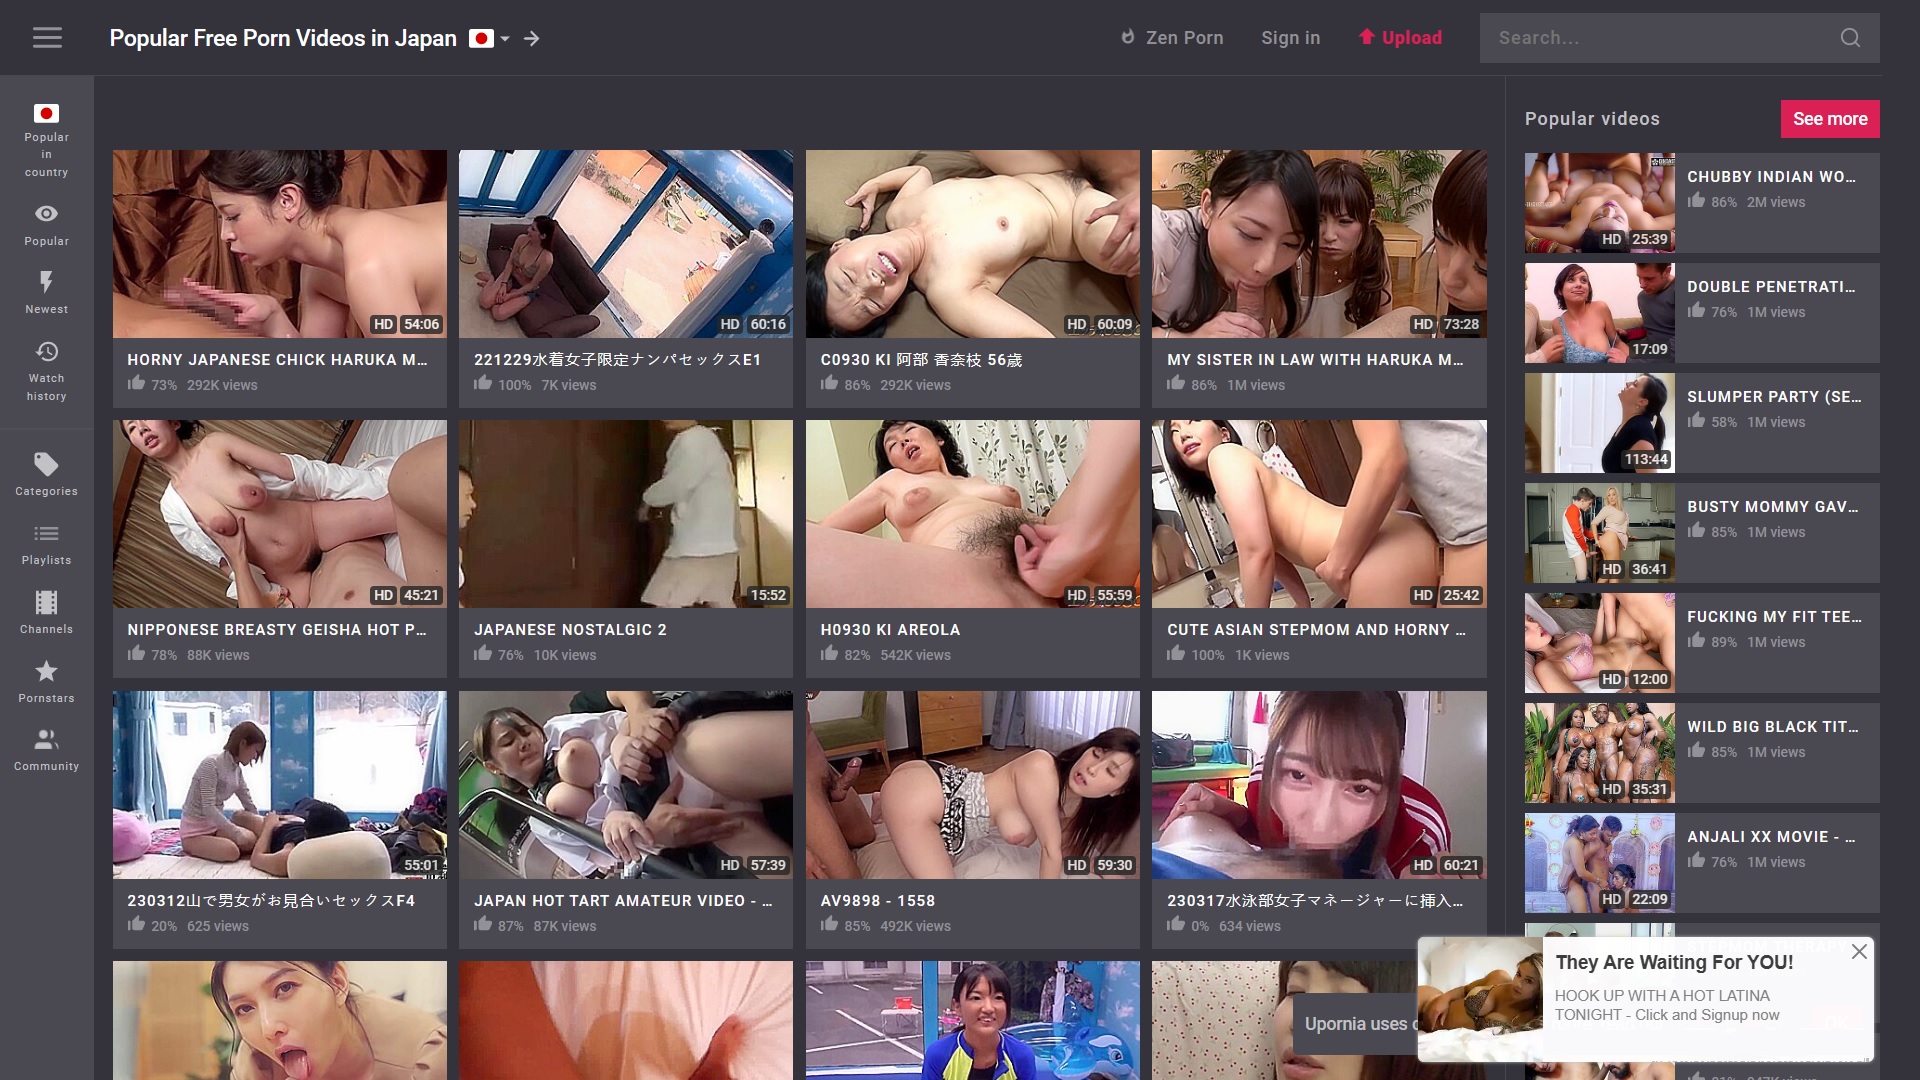 Popular Free Porn Videos in Japan
Zen Porn
Sign in
Upload
Search...
Popular
in
country
Popular
Newest
Watch
history
Categories
Playlists
Channels
Pornstars
Community
HD 54:06
HORNY JAPANESE CHICK HARUKA M...
73% 292K views
HD 60:16
221229水着女子限定ナンパセックスE1
100% 7K views
HD 60:09
C0930 KI 阿部 香奈枝 56歳
86% 292K views
HD 73:28
MY SISTER IN LAW WITH HARUKA M...
86% 1M views
HD 45:21
NIPPONESE BREASTY GEISHA HOT P...
78% 88K views
15:52
JAPANESE NOSTALGIC 2
76% 10K views
HD 55:59
H0930 KI AREOLA
82% 542K views
HD 25:42
CUTE ASIAN STEPMOM AND HORNY ...
100% 1K views
55:01
230312山で男女がお見合いセックスF4
20% 625 views
HD 57:39
JAPAN HOT TART AMATEUR VIDEO - ...
87% 87K views
HD 59:30
AV9898 - 1558
85% 492K views
HD 60:21
230317水泳部女子マネージャーに挿入...
0% 634 views
Popular videos
See more
HD 25:39
CHUBBY INDIAN WO...
86% 2M views
17:09
DOUBLE PENETRATI...
76% 1M views
113:44
SLUMPER PARTY (SE...
58% 1M views
HD 36:41
BUSTY MOMMY GAV...
85% 1M views
HD 12:00
FUCKING MY FIT TEE...
89% 1M views
HD 35:31
WILD BIG BLACK TIT...
85% 1M views
HD 22:09
ANJALI XX MOVIE - ...
76% 1M views
Upornia uses
They Are Waiting For YOU!
HOOK UP WITH A HOT LATINA
TONIGHT - Click and Signup now